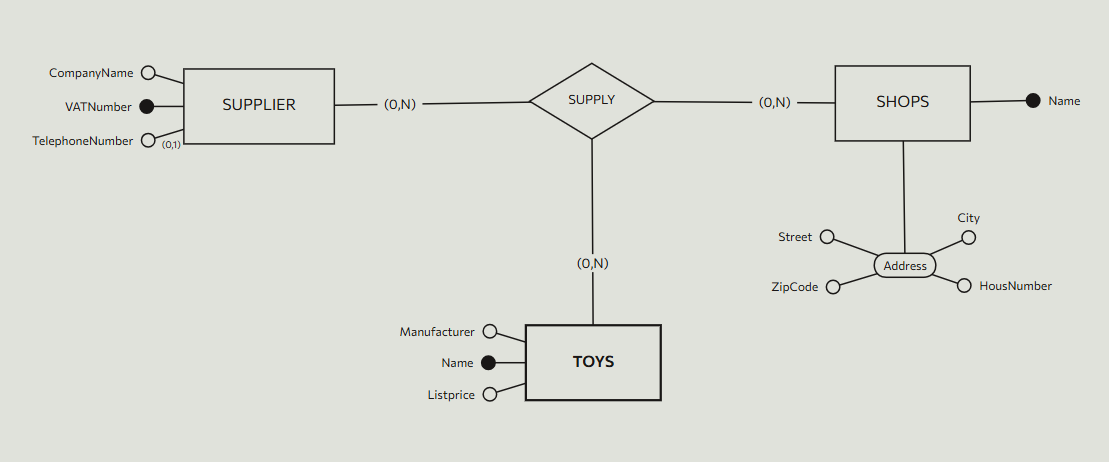 CompanyName
VATNumber
TelephoneNumber
(0,1)
SUPPLIER
(0,N)
SUPPLY
(0,N)
SHOPS
Name
Street
City
Address
ZipCode
HousNumber
(0,N)
Manufacturer
Name
Listprice
TOYS